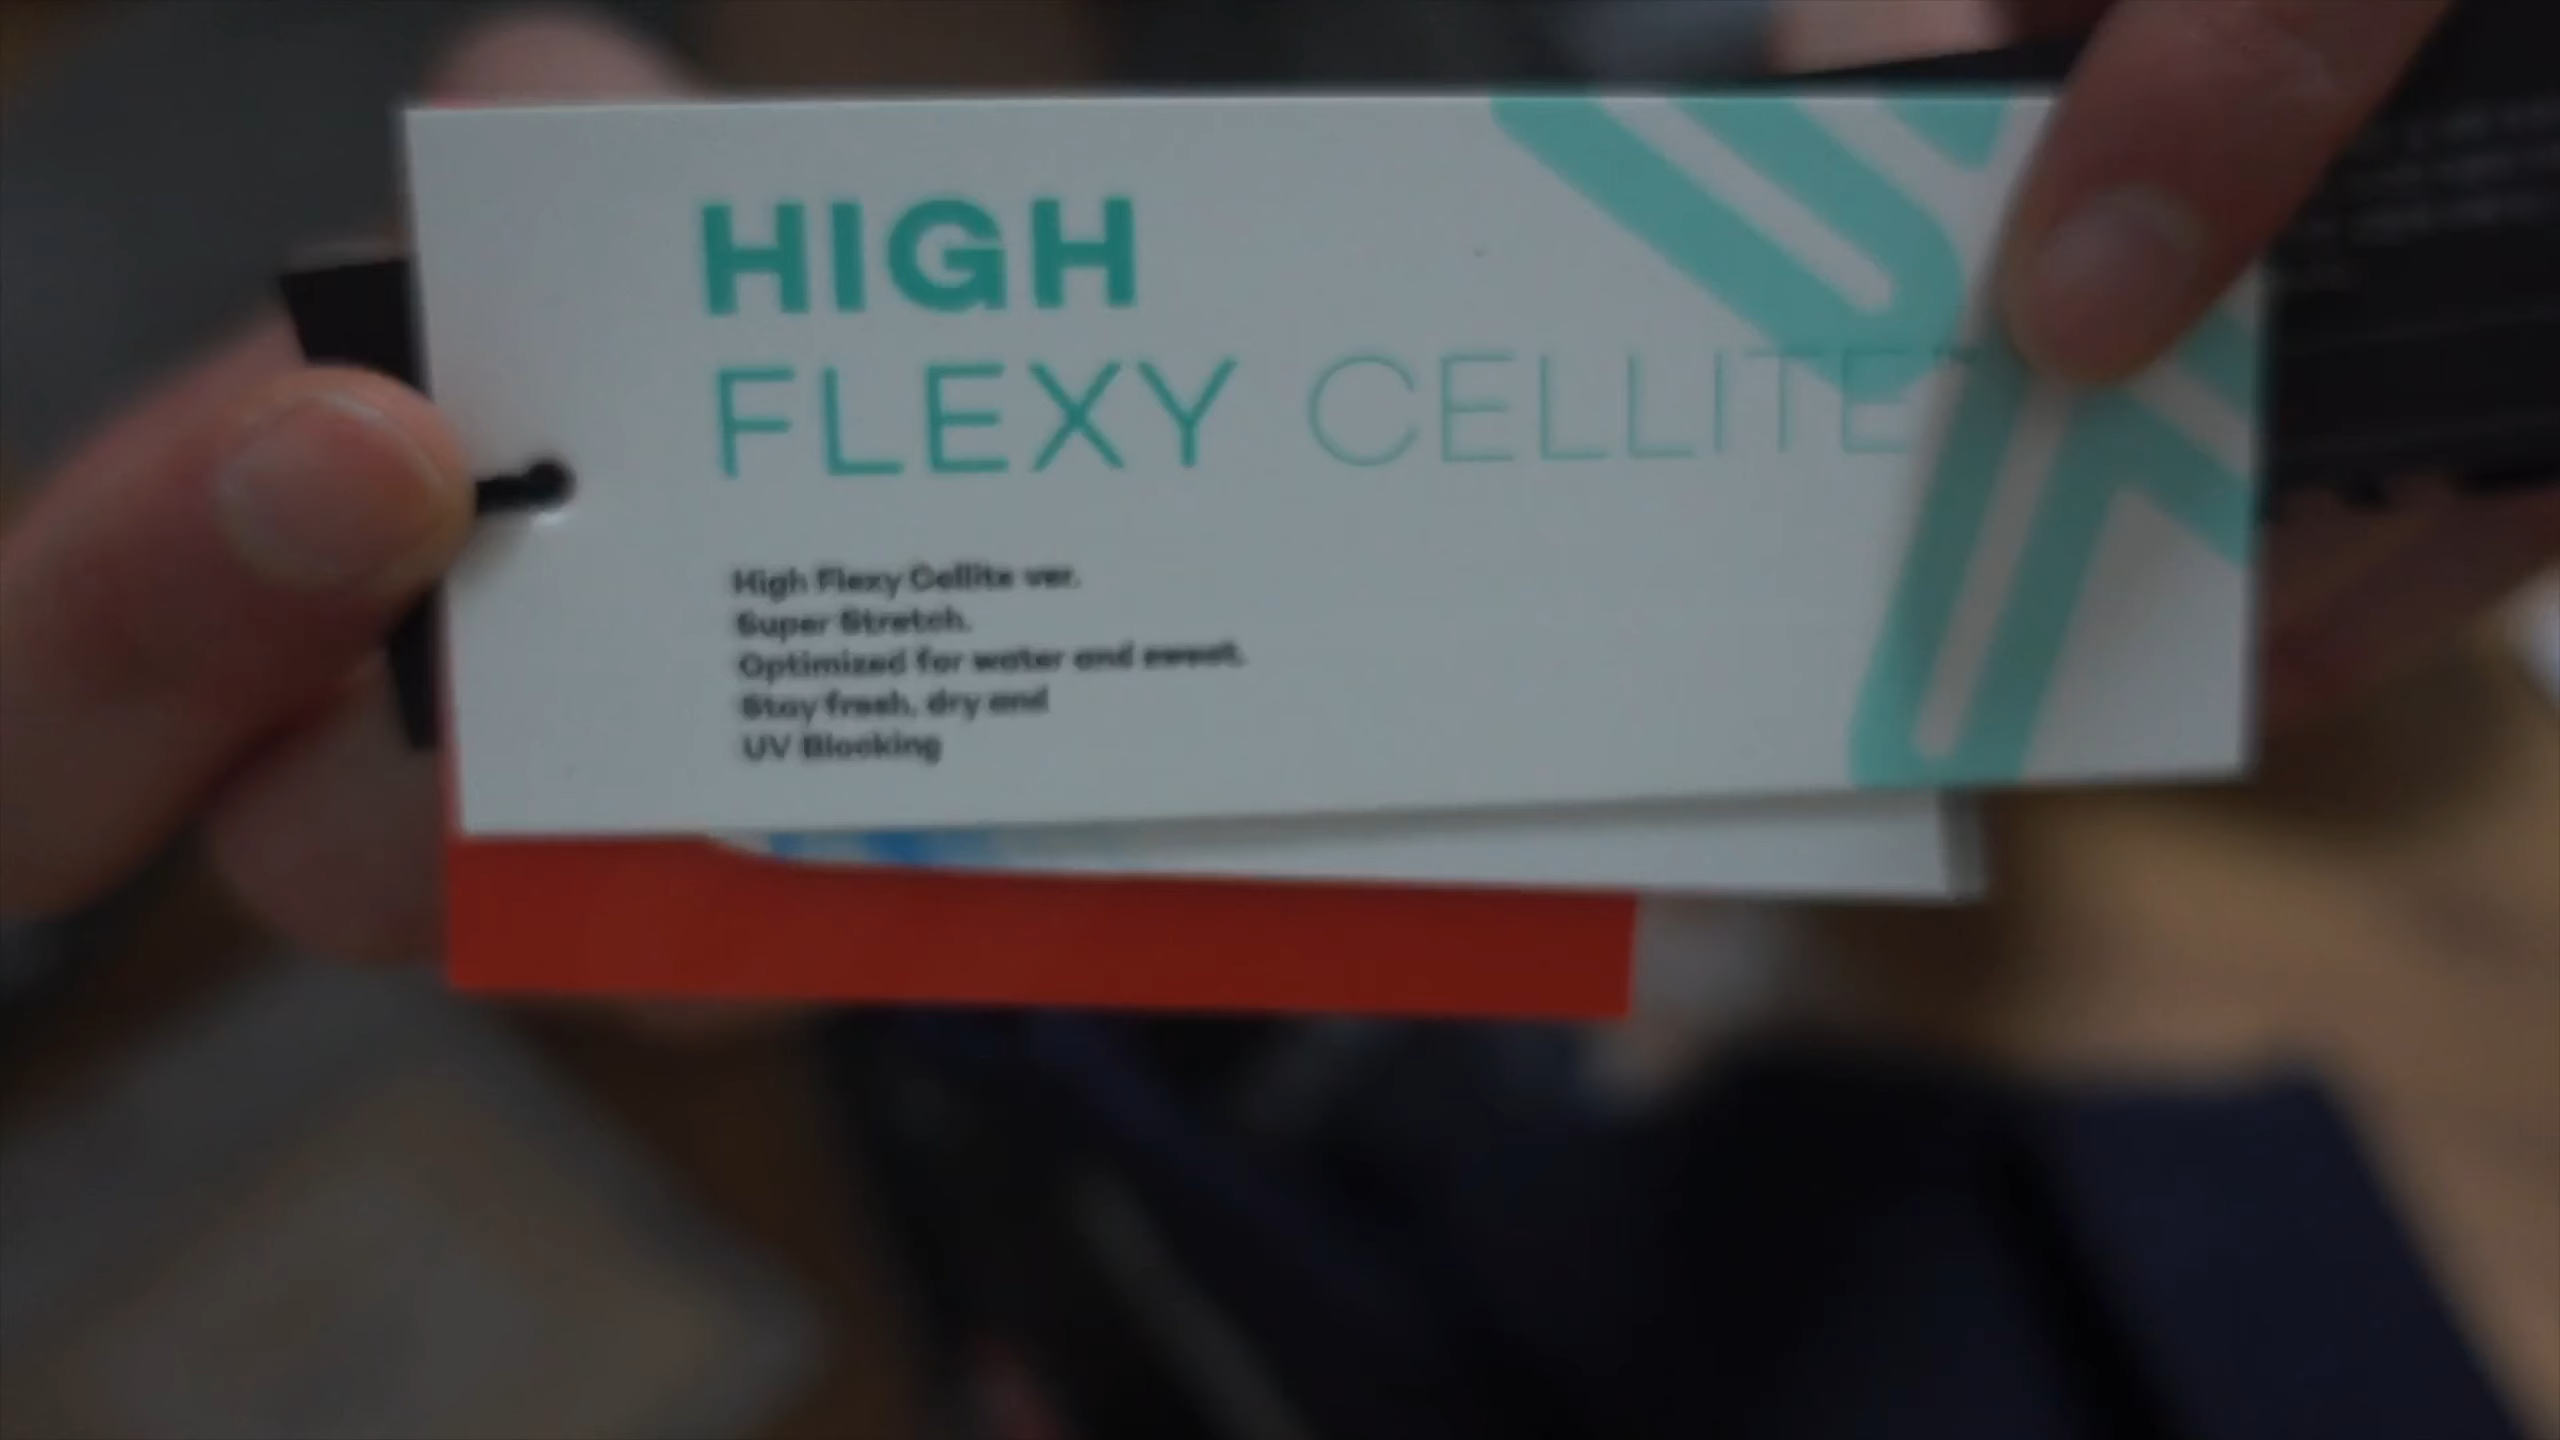 HIGH
FLEXY CELLITE
High Flexy Cellite ver.
Super Stretch.
Optimized for water and sweat.
Stay fresh, dry and
UV Blocking